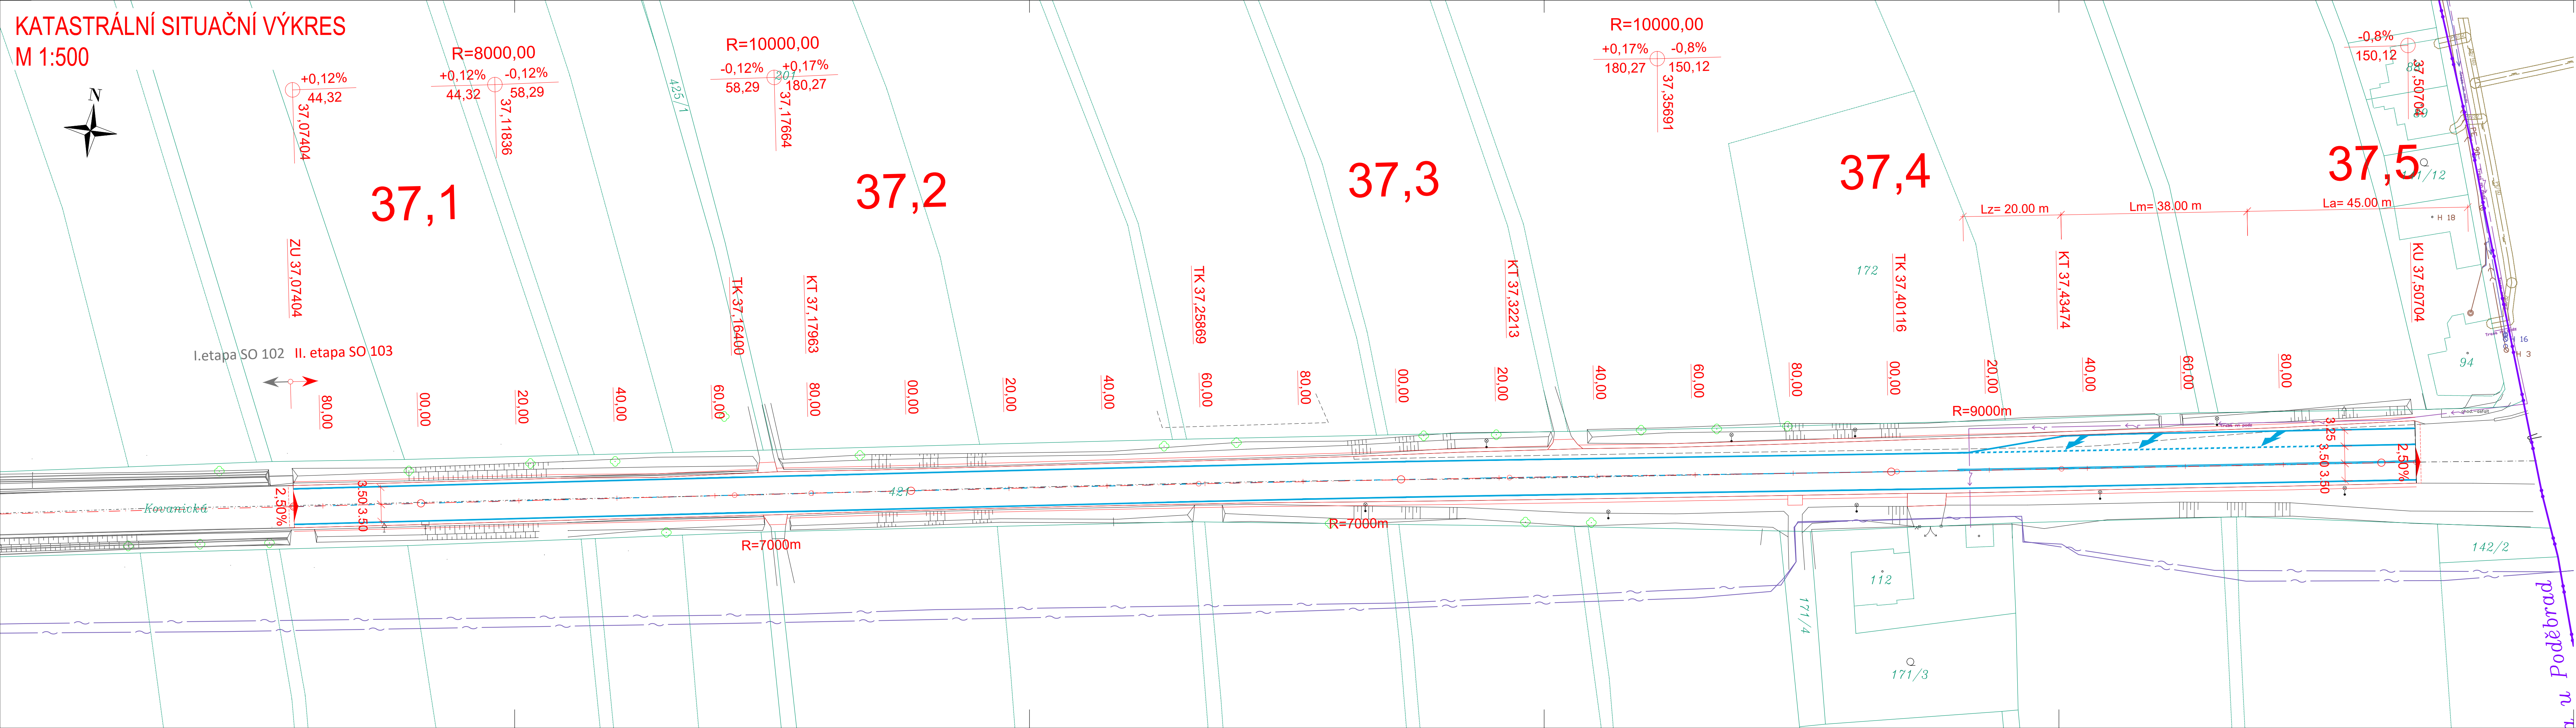 KATASTRÁLNÍ SITUAČNÍ VÝKRES
M 1:500
N
+0,12%
44,32
37,07404
R=8000,00
+0,12% -0,12%
44,32 58,29
37,11836
425/1
R=10000,00
-0,12% +0,17%
201
58,29 180,27
37,17664
R=10000,00
+0,17% -0,8%
180,27 150,12
37,35691
-0,8%
150,12
37,50704
37,1
37,2
37,3
37,4
37,5
Lz= 20.00 m
Lm= 38.00 m
La= 45.00 m
H 18
172
ZU 37,07404
TK 37,16400
KT 37,17963
TK 37,25869
KT 37,32213
TK 37,40116
KT 37,43474
KU 37,50704
I.etapa SO 102
II. etapa SO 103
H 16
H 3
94
80,00
00,00
20,00
40,00
60,00
80,00
00,00
20,00
40,00
60,00
80,00
00,00
20,00
40,00
60,00
80,00
00,00
20,00
40,00
60,00
80,00
R=9000m
Kovanická
2,50%
3.50 3.50
421
3.25 3.50 3.50
2,50%
R=7000m
R=7000m
112
171/4
171/3
142/2
u Poděbrad